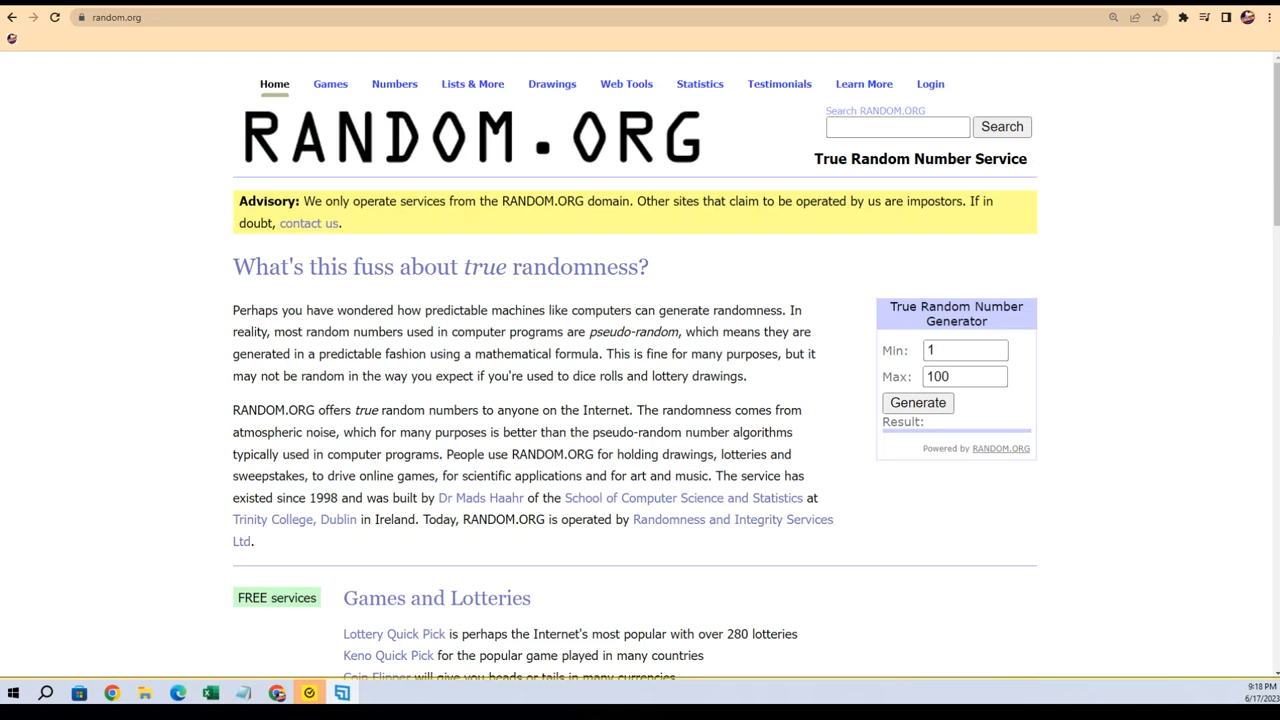 random.org
Home Games Numbers Lists & More Drawings Web Tools Statistics Testimonials Learn More Login
RANDOM.ORG
Search RANDOM.ORG
Search
True Random Number Service
Advisory: We only operate services from the RANDOM.ORG domain. Other sites that claim to be operated by us are impostors. If in
doubt, contact us.
What's this fuss about true randomness?
Perhaps you have wondered how predictable machines like computers can generate randomness. In
reality, most random numbers used in computer programs are pseudo-random, which means they are
generated in a predictable fashion using a mathematical formula. This is fine for many purposes, but it
may not be random in the way you expect if you're used to dice rolls and lottery drawings.
RANDOM.ORG offers true random numbers to anyone on the Internet. The randomness comes from
atmospheric noise, which for many purposes is better than the pseudo-random number algorithms
typically used in computer programs. People use RANDOM.ORG for holding drawings, lotteries and
sweepstakes, to drive online games, for scientific applications and for art and music. The service has
existed since 1998 and was built by Dr Mads Haahr of the School of Computer Science and Statistics at
Trinity College, Dublin in Ireland. Today, RANDOM.ORG is operated by Randomness and Integrity Services
Ltd.
True Random Number
Generator
Min: 1
Max: 100
Generate
Result:
Powered by RANDOM.ORG
FREE services
Games and Lotteries
Lottery Quick Pick is perhaps the Internet's most popular with over 280 lotteries
Keno Quick Pick for the popular game played in many countries
Coin Flipper will give you heads or tails in many currencies
9:18 PM
6/17/2023